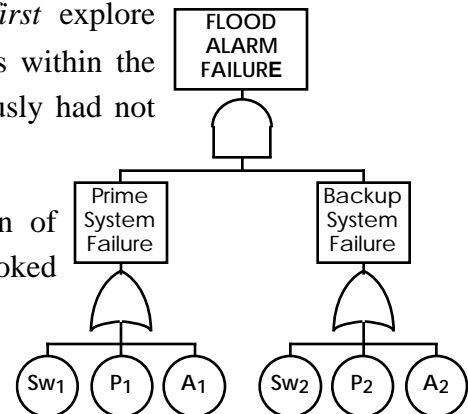 first explore
s within the
usly had not
n of
oked
FLOOD
ALARM
FAILURE
Prime
System
Failure
Backup
System
Failure
Sw1 P1 A1 Sw2 P2 A2